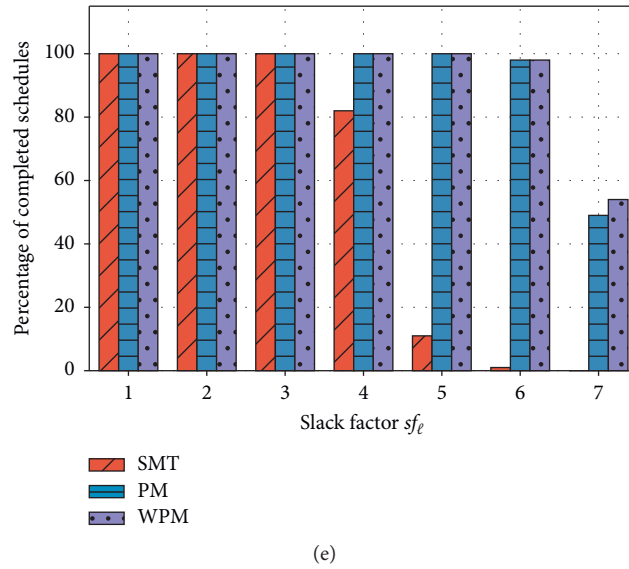 Percentage of completed schedules
100
80
60
40
20
0
1 2 3 4 5 6 7
Slack factor sfℓ
SMT
PM
WPM
(e)